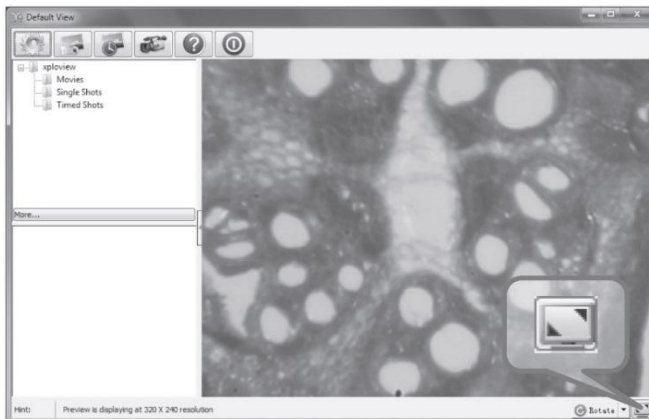 Default View
xploview
Movies
Single Shots
Timed Shots
More...
Hint: Preview is displaying at 320 X 240 resolution
Rotate